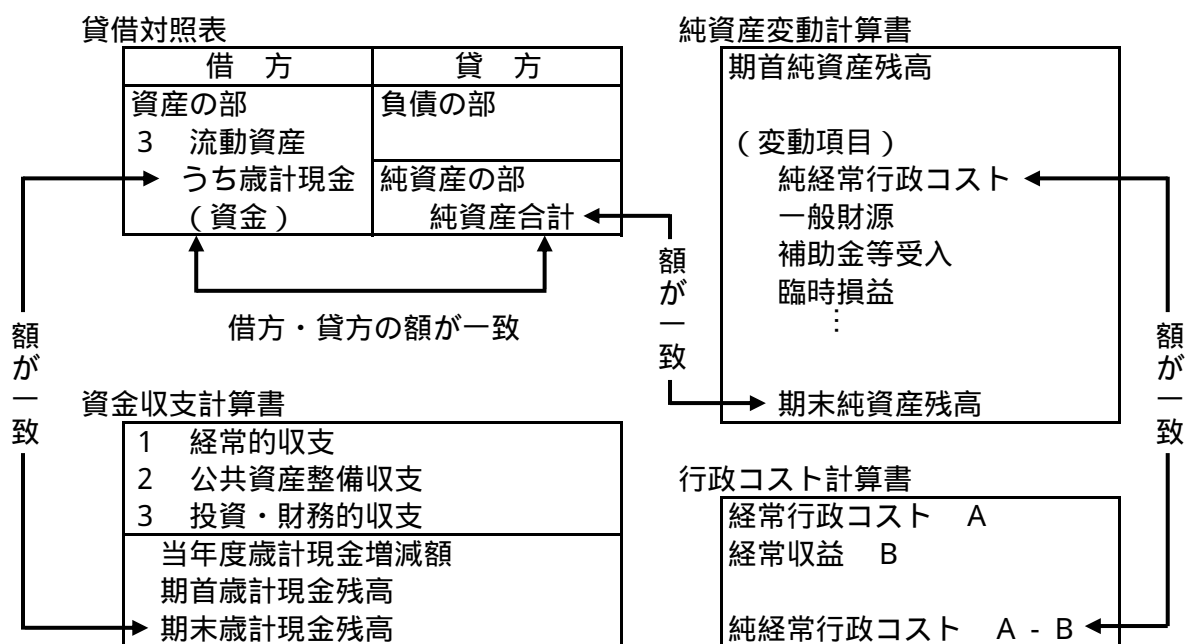 貸借対照表
借 方
貸 方
資産の部
3 流動資産
うち歳計現金
(資金)
負債の部
純資産の部
純資産合計
借方・貸方の額が一致
額が一致
額が一致
純資産変動計算書
期首純資産残高
(変動項目)
純経常行政コスト
一般財源
補助金等受入
臨時損益
⋮
期末純資産残高
額が一致
資金収支計算書
1 経常的収支
2 公共資産整備収支
3 投資・財務的収支
当年度歳計現金増減額
期首歳計現金残高
期末歳計現金残高
行政コスト計算書
経常行政コスト A
経常収益 B
純経常行政コスト A - B